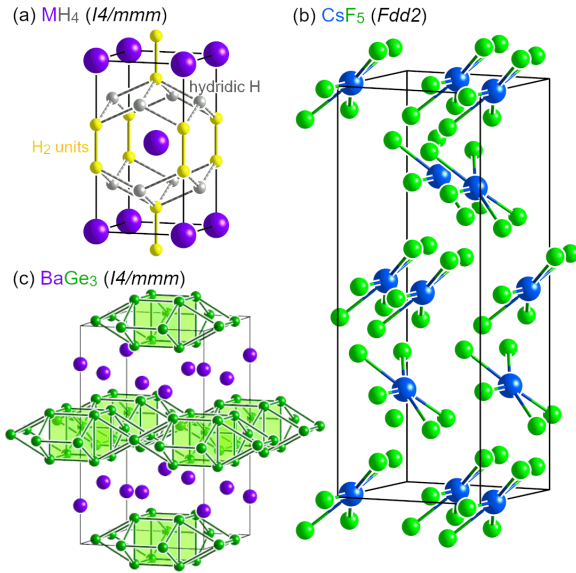 (a) MH₄ (I4/mmm)
hydridic H
H₂ units
(b) CsF₅ (Fdd2)
(c) BaGe₃ (I4/mmm)